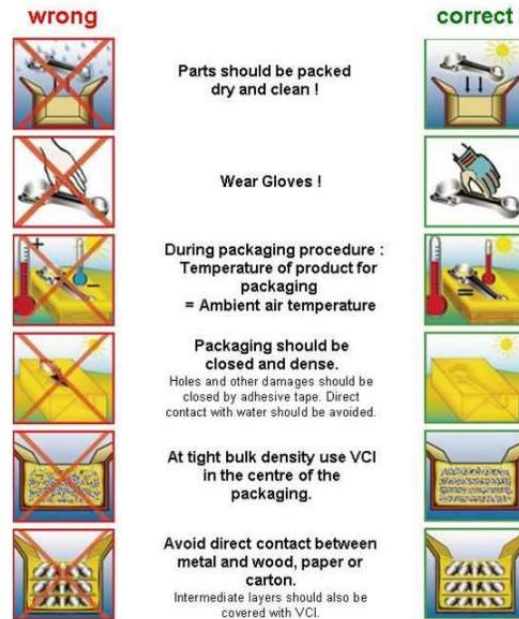 wrong
correct
Parts should be packed
dry and clean !
Wear Gloves !
During packaging procedure :
Temperature of product for
packaging
= Ambient air temperature
Packaging should be
closed and dense.
Holes and other damages should be
closed by adhesive tape. Direct
contact with water should be avoided.
At tight bulk density use VCI
in the centre of the
packaging.
Avoid direct contact between
metal and wood, paper or
carton.
Intermediate layers should also be
covered with VCI.